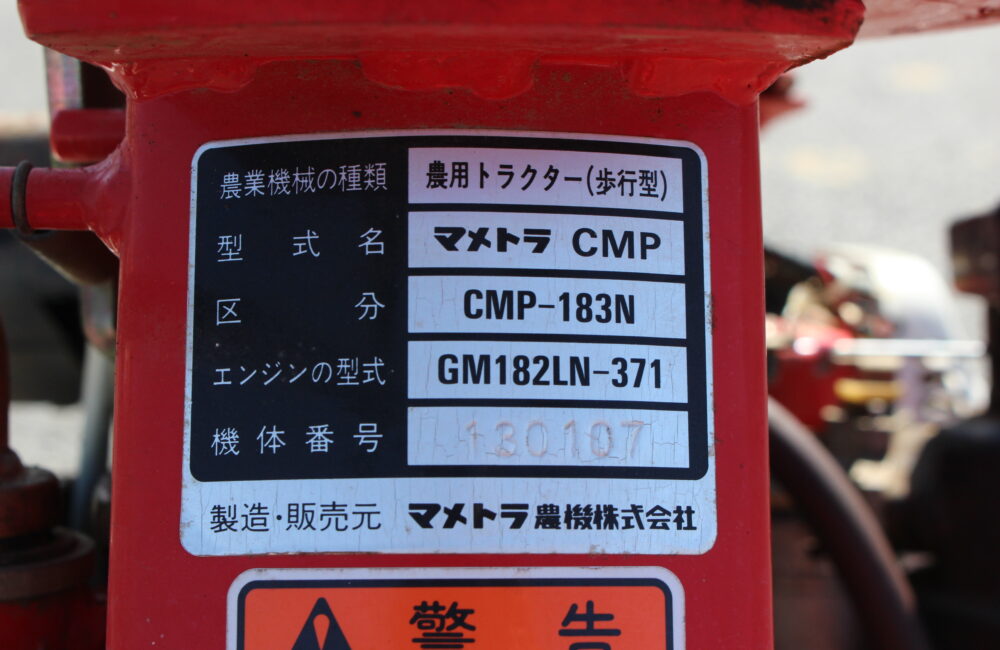 農業機械の種類 農用トラクター(歩行型)
型式名 マメトラ CMP
区分 CMP-183N
エンジンの型式 GM182LN-371
機体番号 130107
製造・販売元 マメトラ農機株式会社
警告